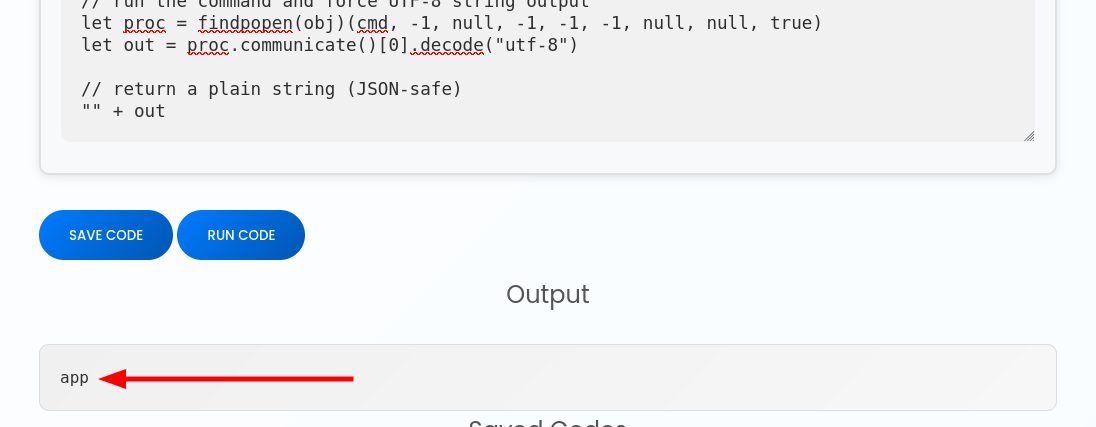 // run the command and force UTF-8 string output
let proc = findpopen(obj)(cmd, -1, null, -1, -1, -1, null, null, true)
let out = proc.communicate()[0].decode("utf-8")
// return a plain string (JSON-safe)
"" + out
SAVE CODE
RUN CODE
Output
app
Saved Codes